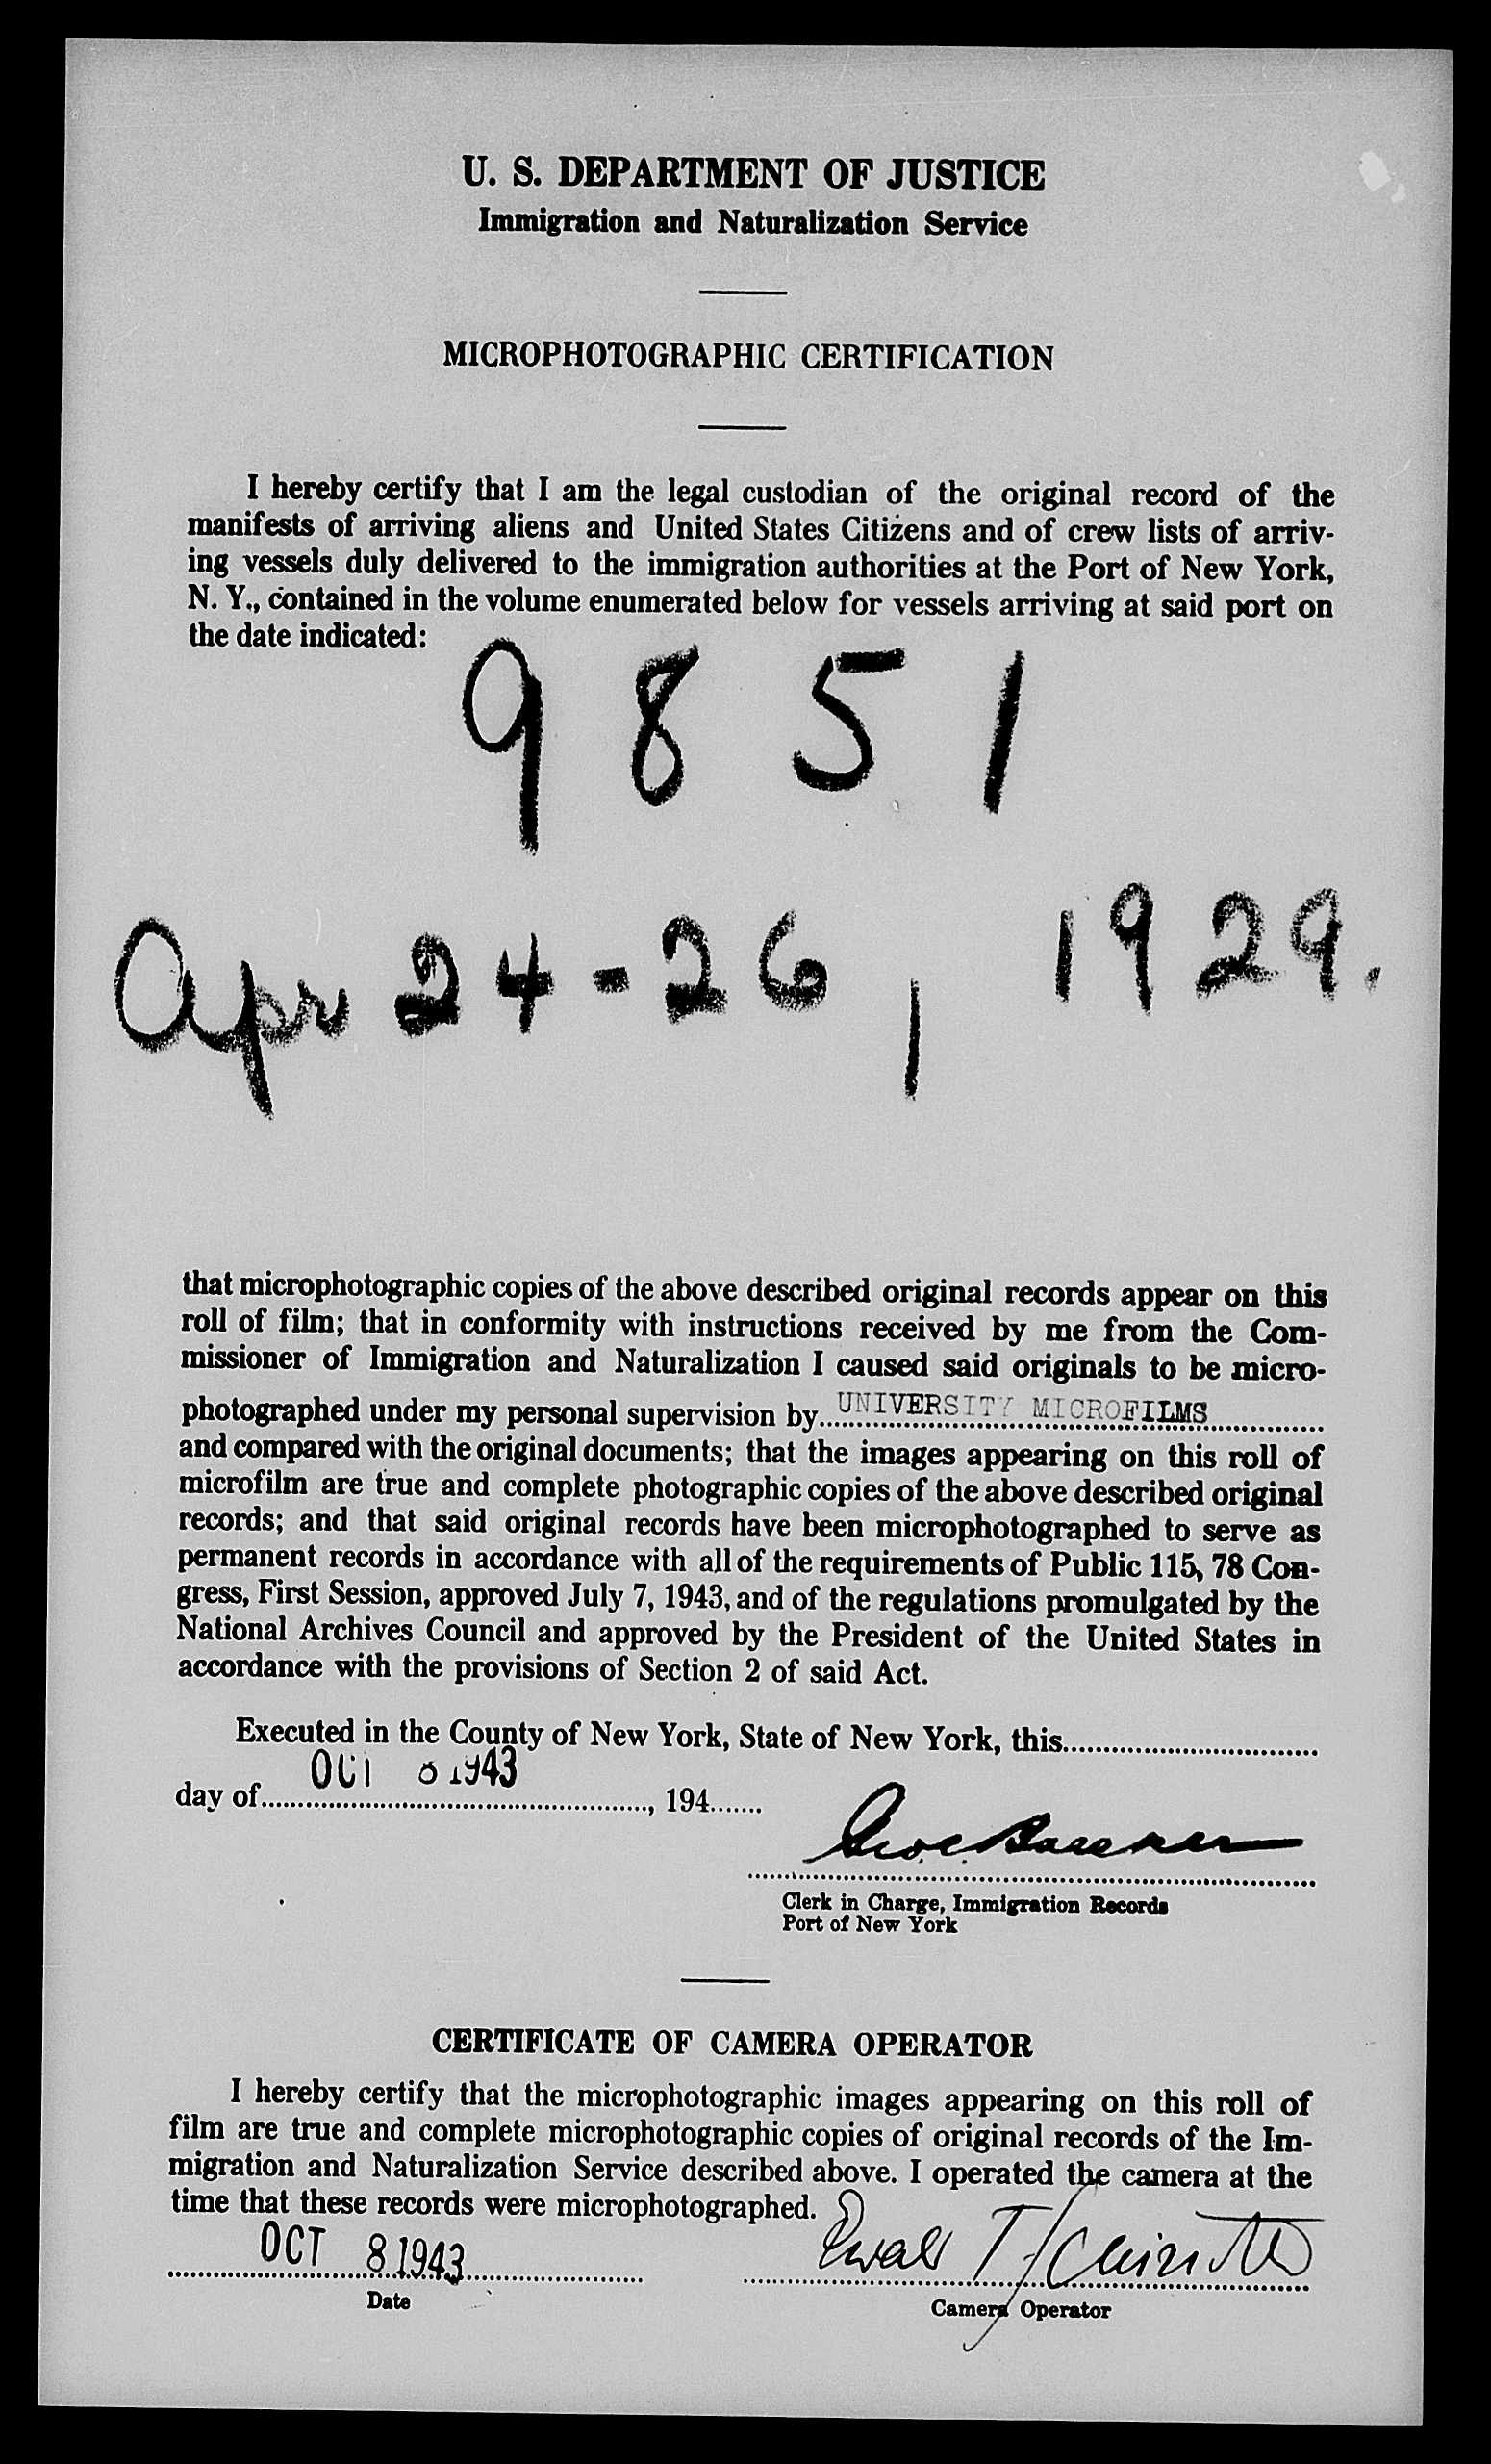 U. S. DEPARTMENT OF JUSTICE
Immigration and Naturalization Service
MICROPHOTOGRAPHIC CERTIFICATION
I hereby certify that I am the legal custodian of the original record of the
manifests of arriving aliens and United States Citizens and of crew lists of arriv-
ing vessels duly delivered to the immigration authorities at the Port of New York,
N. Y., contained in the volume enumerated below for vessels arriving at said port on
the date indicated:
9851
Apr 24-26, 1929.
that microphotographic copies of the above described original records appear on this
roll of film; that in conformity with instructions received by me from the Com-
missioner of Immigration and Naturalization I caused said originals to be micro-
photographed under my personal supervision by UNIVERSITY MICROFILMS
and compared with the original documents; that the images appearing on this roll of
microfilm are true and complete photographic copies of the above described original
records; and that said original records have been microphotographed to serve as
permanent records in accordance with all of the requirements of Public 115, 78 Con-
gress, First Session, approved July 7, 1943, and of the regulations promulgated by the
National Archives Council and approved by the President of the United States in
accordance with the provisions of Section 2 of said Act.
Executed in the County of New York, State of New York, this
OCT 8 1943
day of, 194
Clerk in Charge, Immigration Records
Port of New York
CERTIFICATE OF CAMERA OPERATOR
I hereby certify that the microphotographic images appearing on this roll of
film are true and complete microphotographic copies of original records of the Im-
migration and Naturalization Service described above. I operated the camera at the
time that these records were microphotographed.
OCT 8 1943
Date
Camera Operator